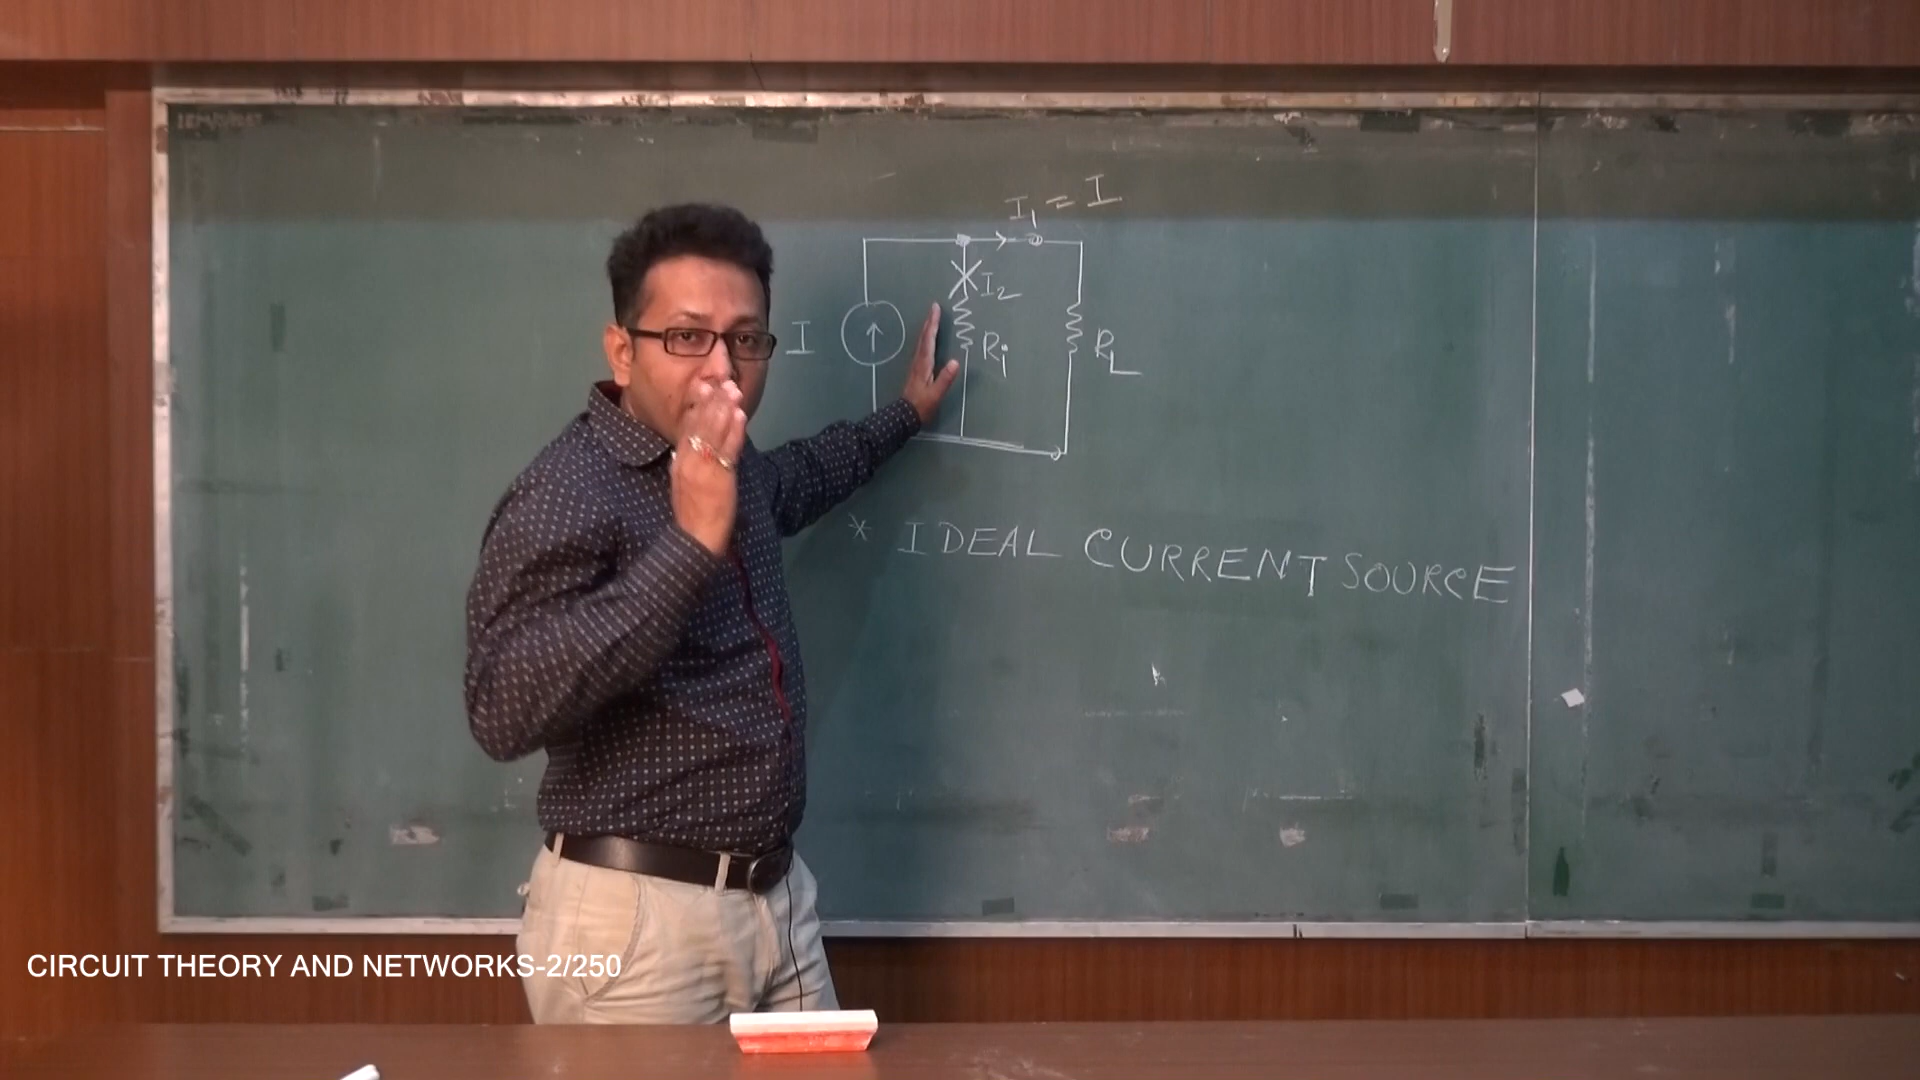 I₁ = I
I₂
I
Ri
RL
* IDEAL CURRENT SOURCE
CIRCUIT THEORY AND NETWORKS-2/250